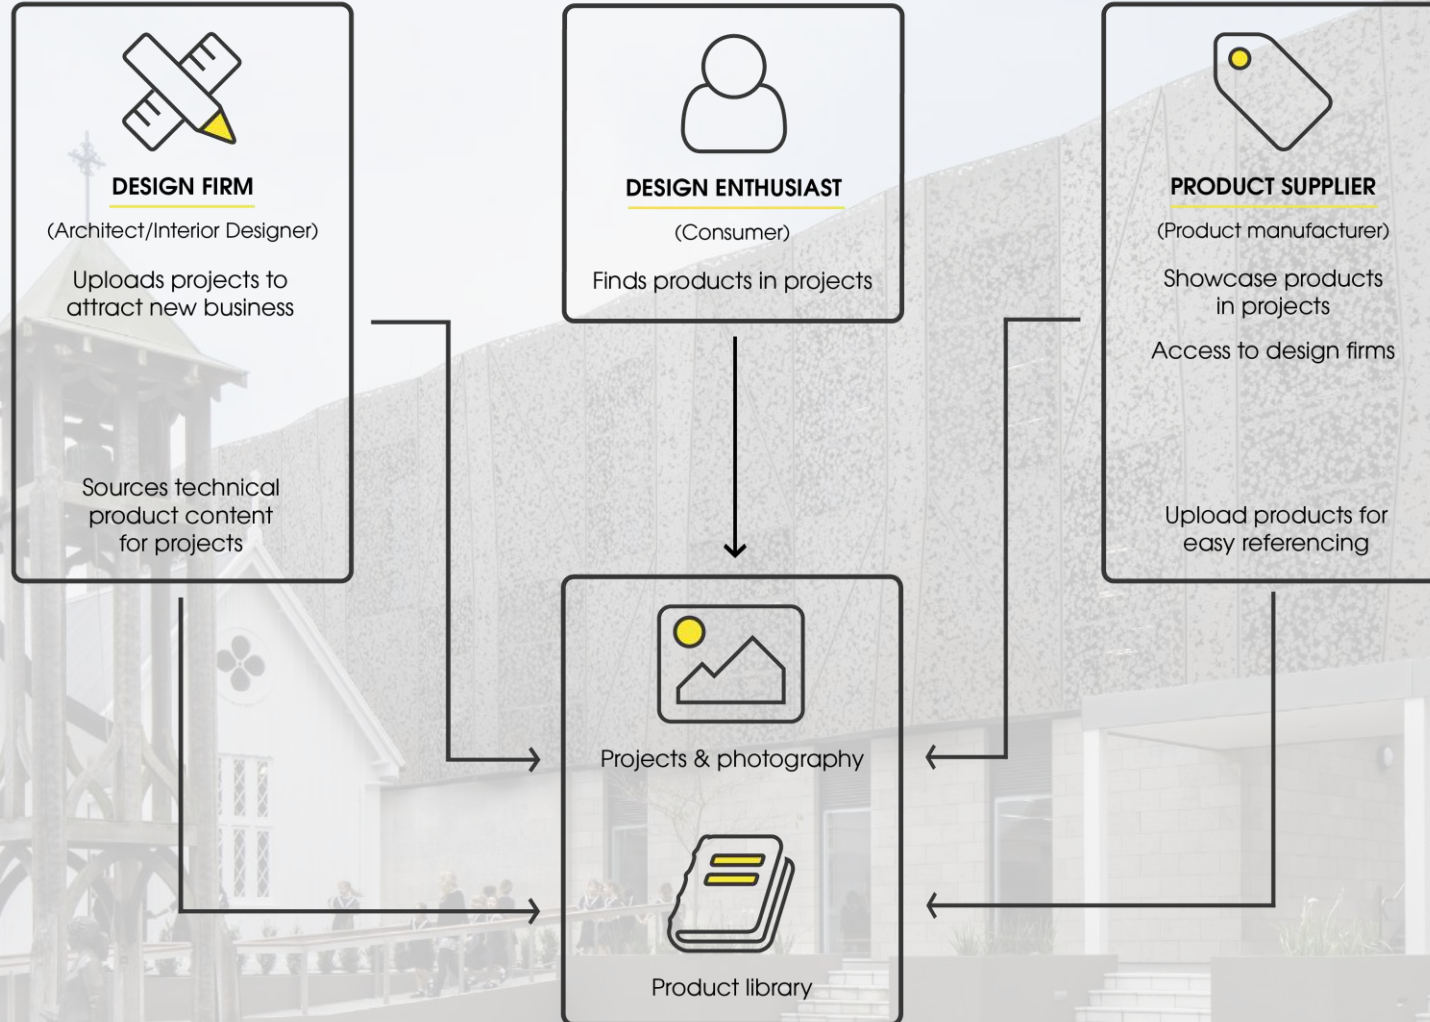 DESIGN FIRM
(Architect/Interior Designer)
Uploads projects to
attract new business
Sources technical
product content
for projects
DESIGN ENTHUSIAST
(Consumer)
Finds products in projects
PRODUCT SUPPLIER
(Product manufacturer)
Showcase products
in projects
Access to design firms
Upload products for
easy referencing
Projects & photography
Product library